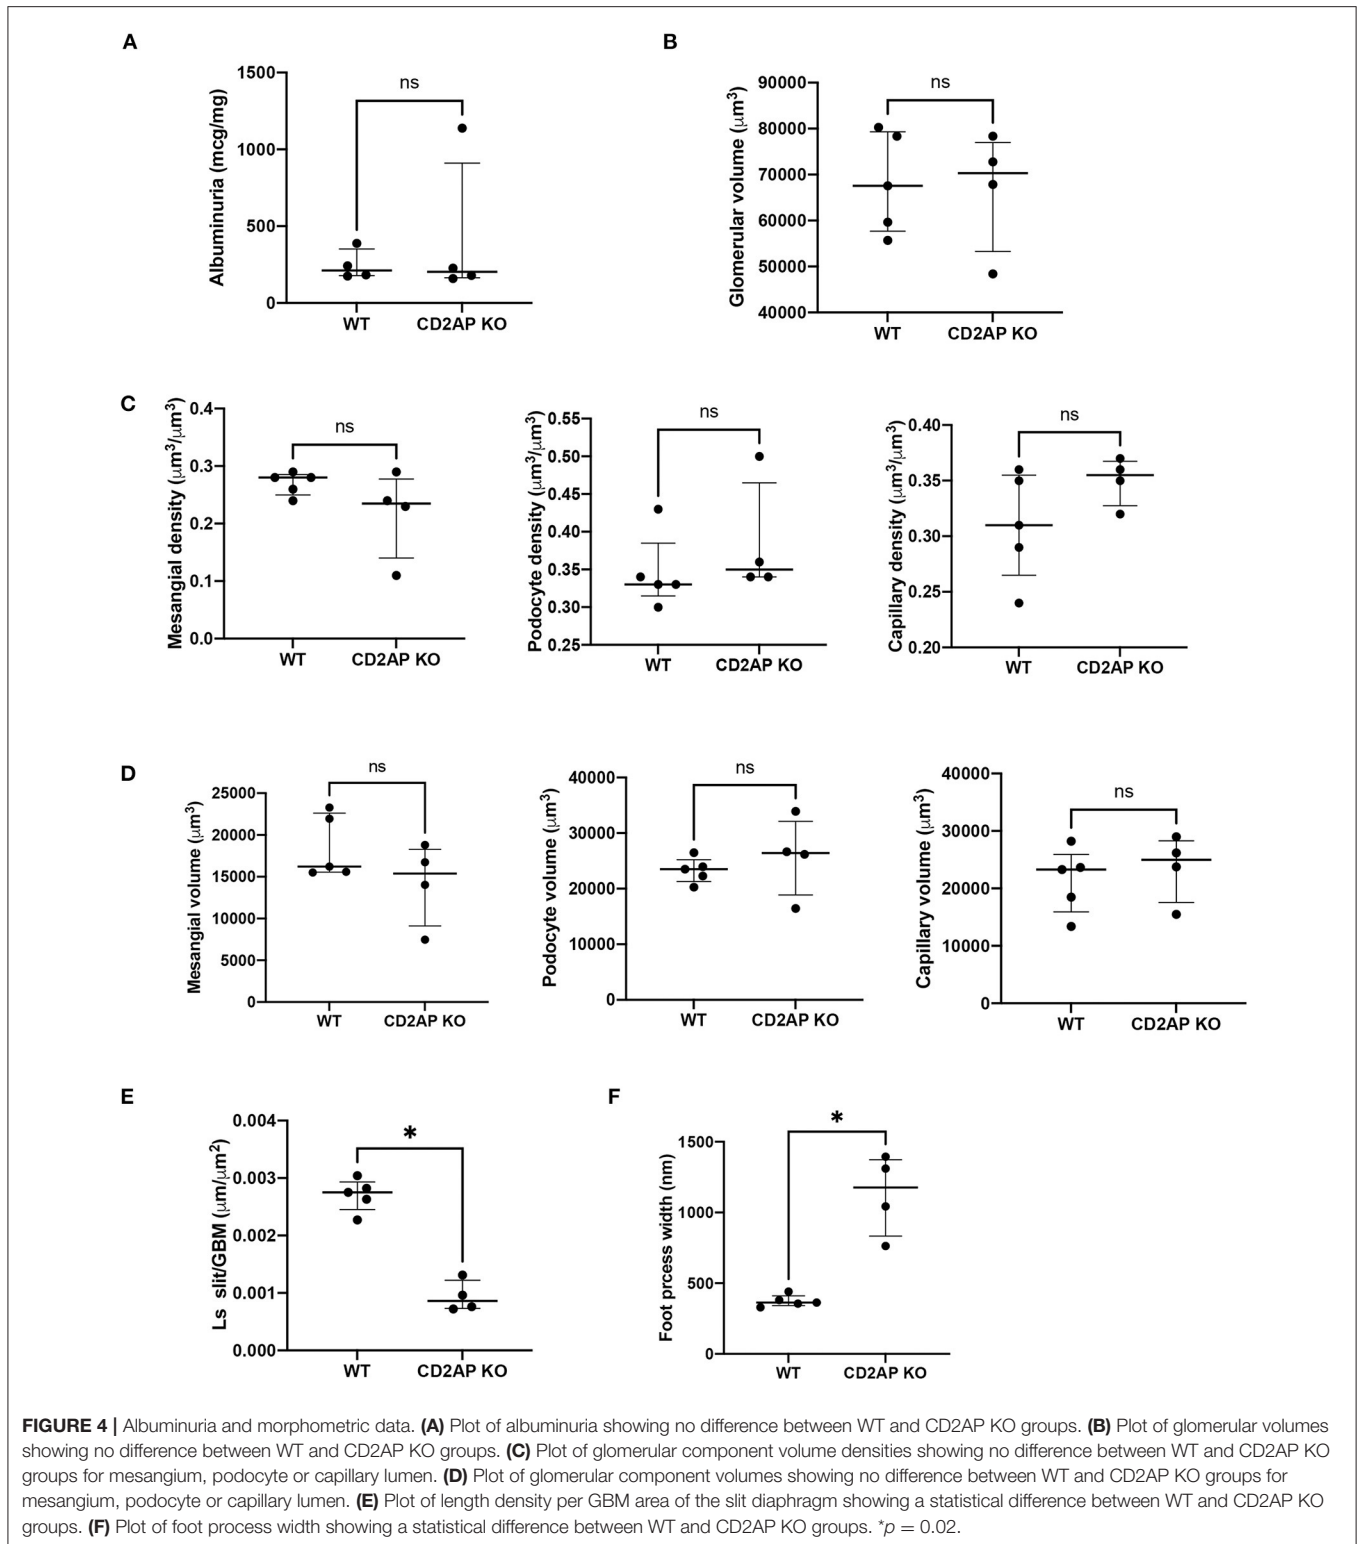 A
Albuminuria (mcg/mg)
1500
1000
500
0
ns
WT
CD2AP KO
B
Glomerular volume (μm³)
90000
80000
70000
60000
50000
40000
ns
WT
CD2AP KO
C
Mesangial density (μm³/μm³)
0.4
0.3
0.2
0.1
0.0
ns
WT
CD2AP KO
Podocyte density (μm³/μm³)
0.55
0.50
0.45
0.40
0.35
0.30
0.25
ns
WT
CD2AP KO
Capillary density (μm³/μm³)
0.40
0.35
0.30
0.25
0.20
ns
WT
CD2AP KO
D
Mesangial volume (μm³)
25000
20000
15000
10000
5000
0
ns
WT
CD2AP KO
Podocyte volume (μm³)
40000
30000
20000
10000
0
ns
WT
CD2AP KO
Capillary volume (μm³)
40000
30000
20000
10000
0
ns
WT
CD2AP KO
E
Ls slit/GBM (μm/μm²)
0.004
0.003
0.002
0.001
0.000
*
WT
CD2AP KO
F
Foot prcess width (nm)
1500
1000
500
0
*
WT
CD2AP KO
FIGURE 4 | Albuminuria and morphometric data. (A) Plot of albuminuria showing no difference between WT and CD2AP KO groups. (B) Plot of glomerular volumes
showing no difference between WT and CD2AP KO groups. (C) Plot of glomerular component volume densities showing no difference between WT and CD2AP KO
groups for mesangium, podocyte or capillary lumen. (D) Plot of glomerular component volumes showing no difference between WT and CD2AP KO groups for
mesangium, podocyte or capillary lumen. (E) Plot of length density per GBM area of the slit diaphragm showing a statistical difference between WT and CD2AP KO
groups. (F) Plot of foot process width showing a statistical difference between WT and CD2AP KO groups. *p = 0.02.